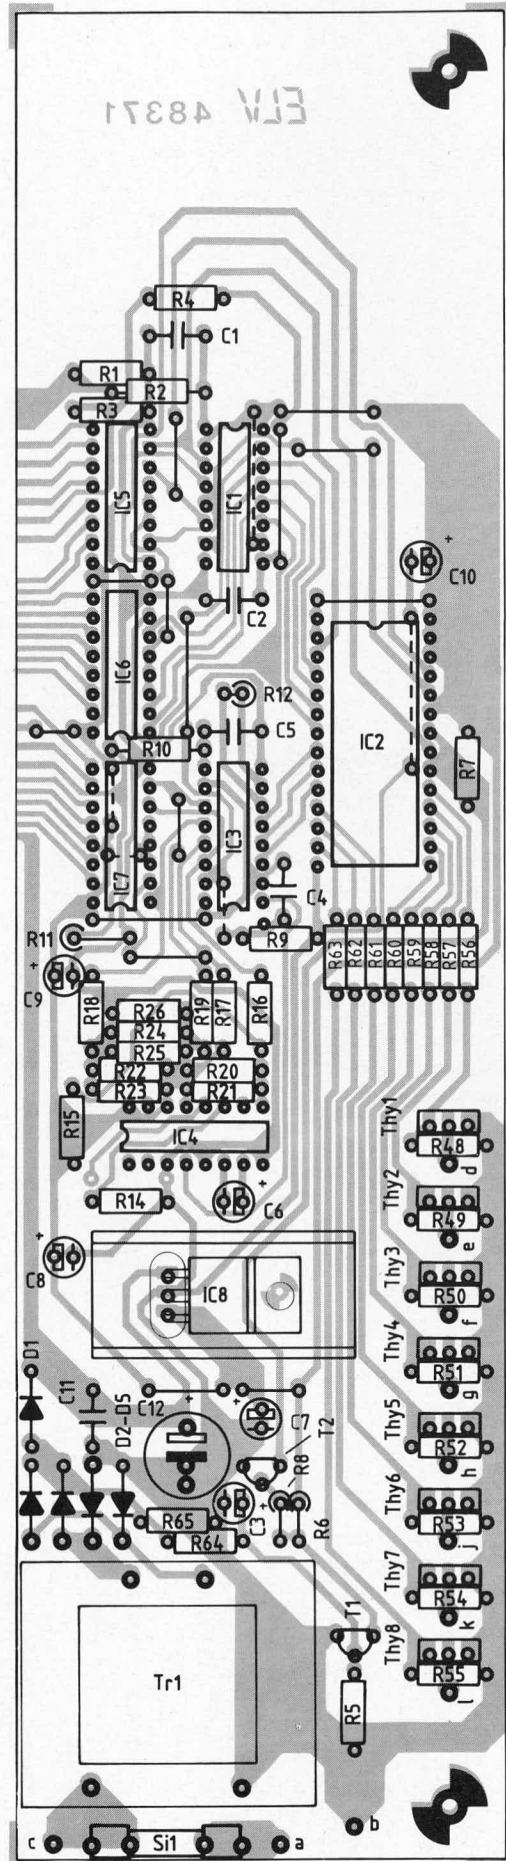 ELV 48371
R4
C1
R1
R2
R3
IC5
IC1
C10
C2
IC6
R12
IC2
C5
R10
R7
IC7
IC3
C4
R11
R9
R63
R62
R61
R60
R59
R58
R57
R56
+
C9
R18
R26
R24
R25
R19
R17
R16
R22
R20
R23
R21
R15
IC4
Thy1
R48
d
R14
C6
Thy2
R49
e
C8
IC8
Thy3
R50
f
D1
Thy4
R51
g
C11
C12
D2-D5
C7
T2
R8
Thy5
R52
h
R65
C3
R6
R64
Thy6
R53
j
Thy7
R54
k
T1
Thy8
R55
l
Tr1
R5
b
c
Si1
a